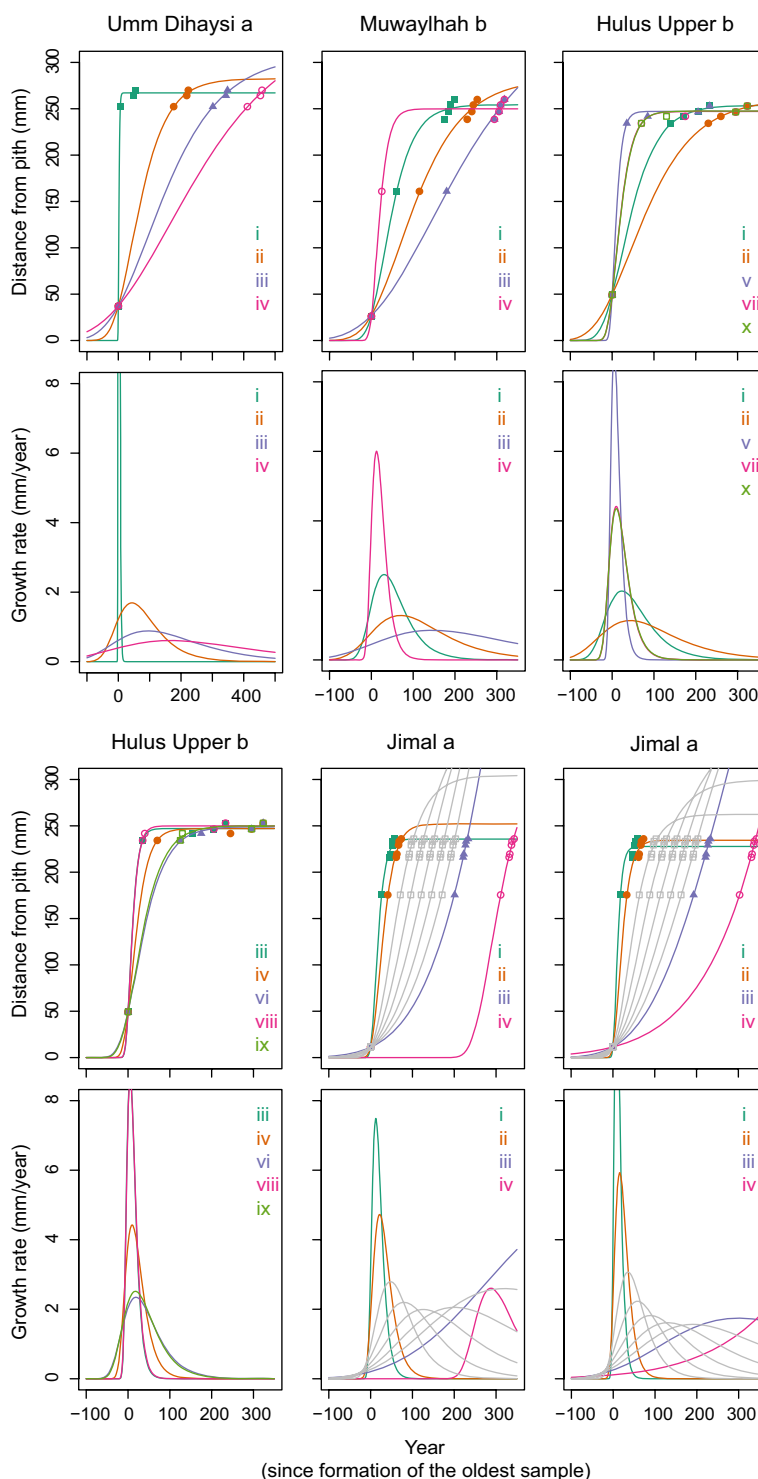 Umm Dihaysi a
Muwaylhah b
Hulus Upper b
Distance from pith (mm)
0 50 100 150 200 250 300
i
ii
iii
iv
i
ii
iii
iv
i
ii
v
vii
x
Growth rate (mm/year)
0 2 4 6 8
i
ii
iii
iv
i
ii
iii
iv
i
ii
v
vii
x
0 200 400
−100 0 100 200 300
−100 0 100 200 300
Hulus Upper b
Jimal a
Jimal a
Distance from pith (mm)
0 50 100 150 200 250 300
iii
iv
vi
viii
ix
i
ii
iii
iv
i
ii
iii
iv
Growth rate (mm/year)
0 2 4 6 8
iii
iv
vi
viii
ix
i
ii
iii
iv
i
ii
iii
iv
−100 0 100 200 300
−100 0 100 200 300
−100 0 100 200 300
Year
(since formation of the oldest sample)